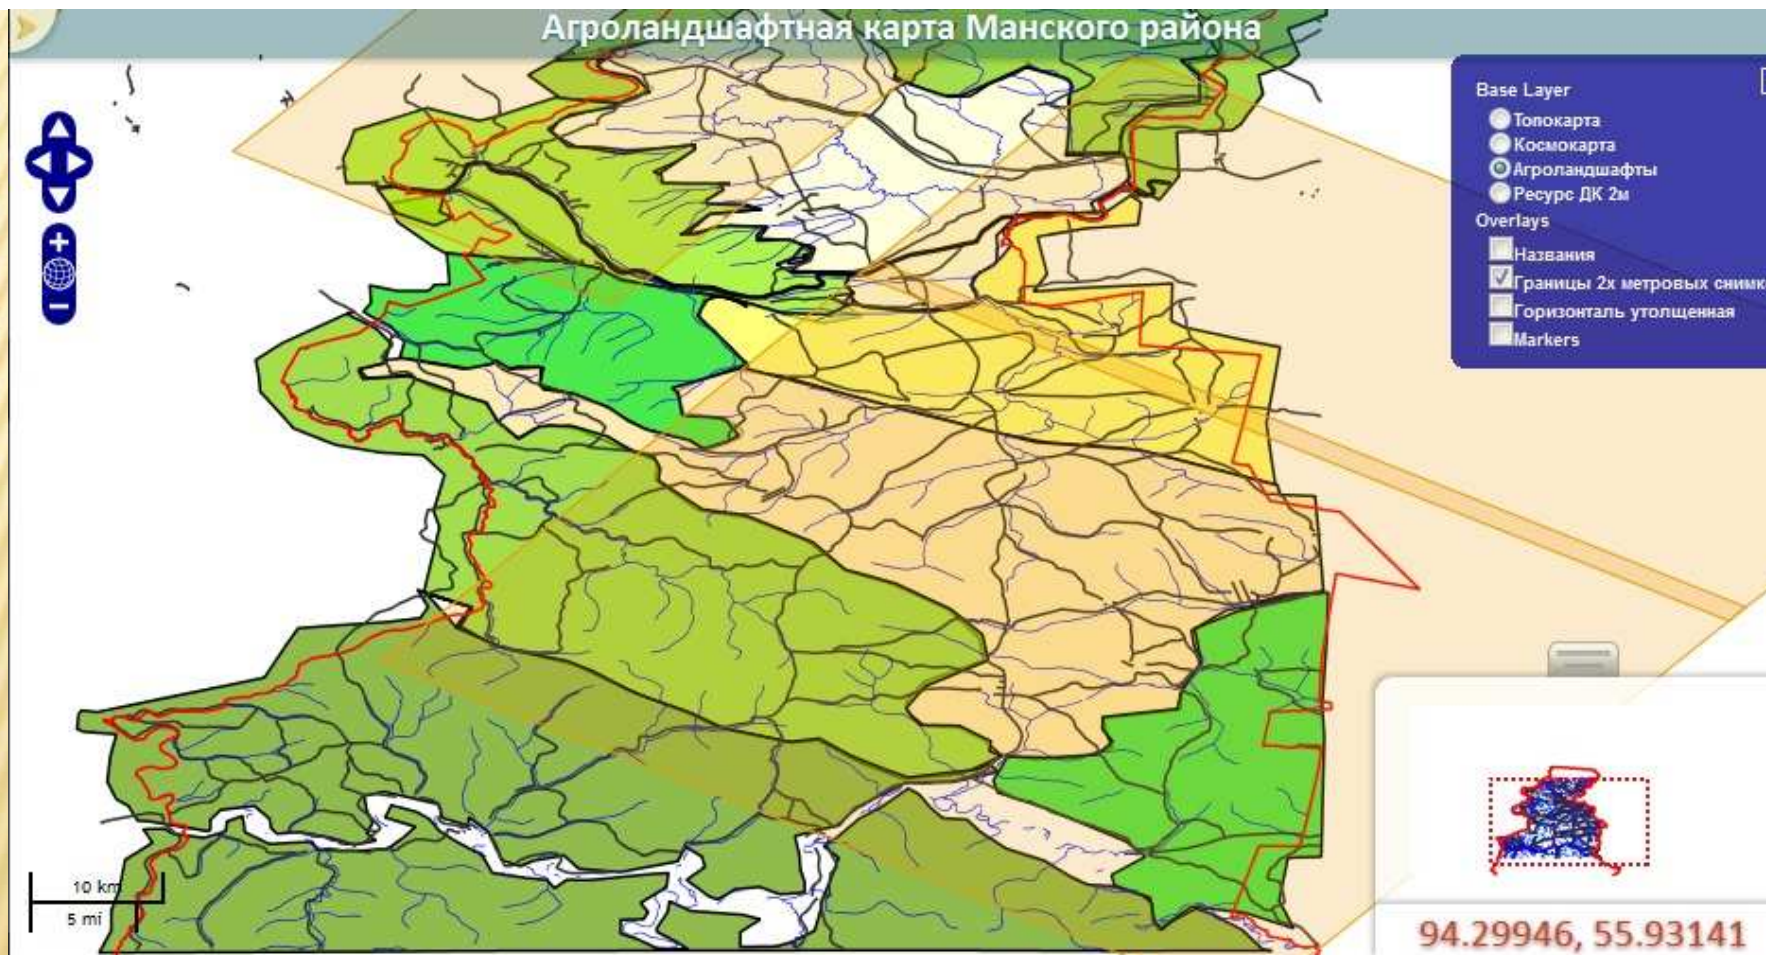 Агроландшафтная карта Манского района
Base Layer
Топокарта
Космокарта
Агроландшафты
Ресурс ДК 2м
Overlays
Названия
Границы 2х метровых снимк
Горизонталь утолщенная
Markers
10 km
5 mi
94.29946, 55.93141